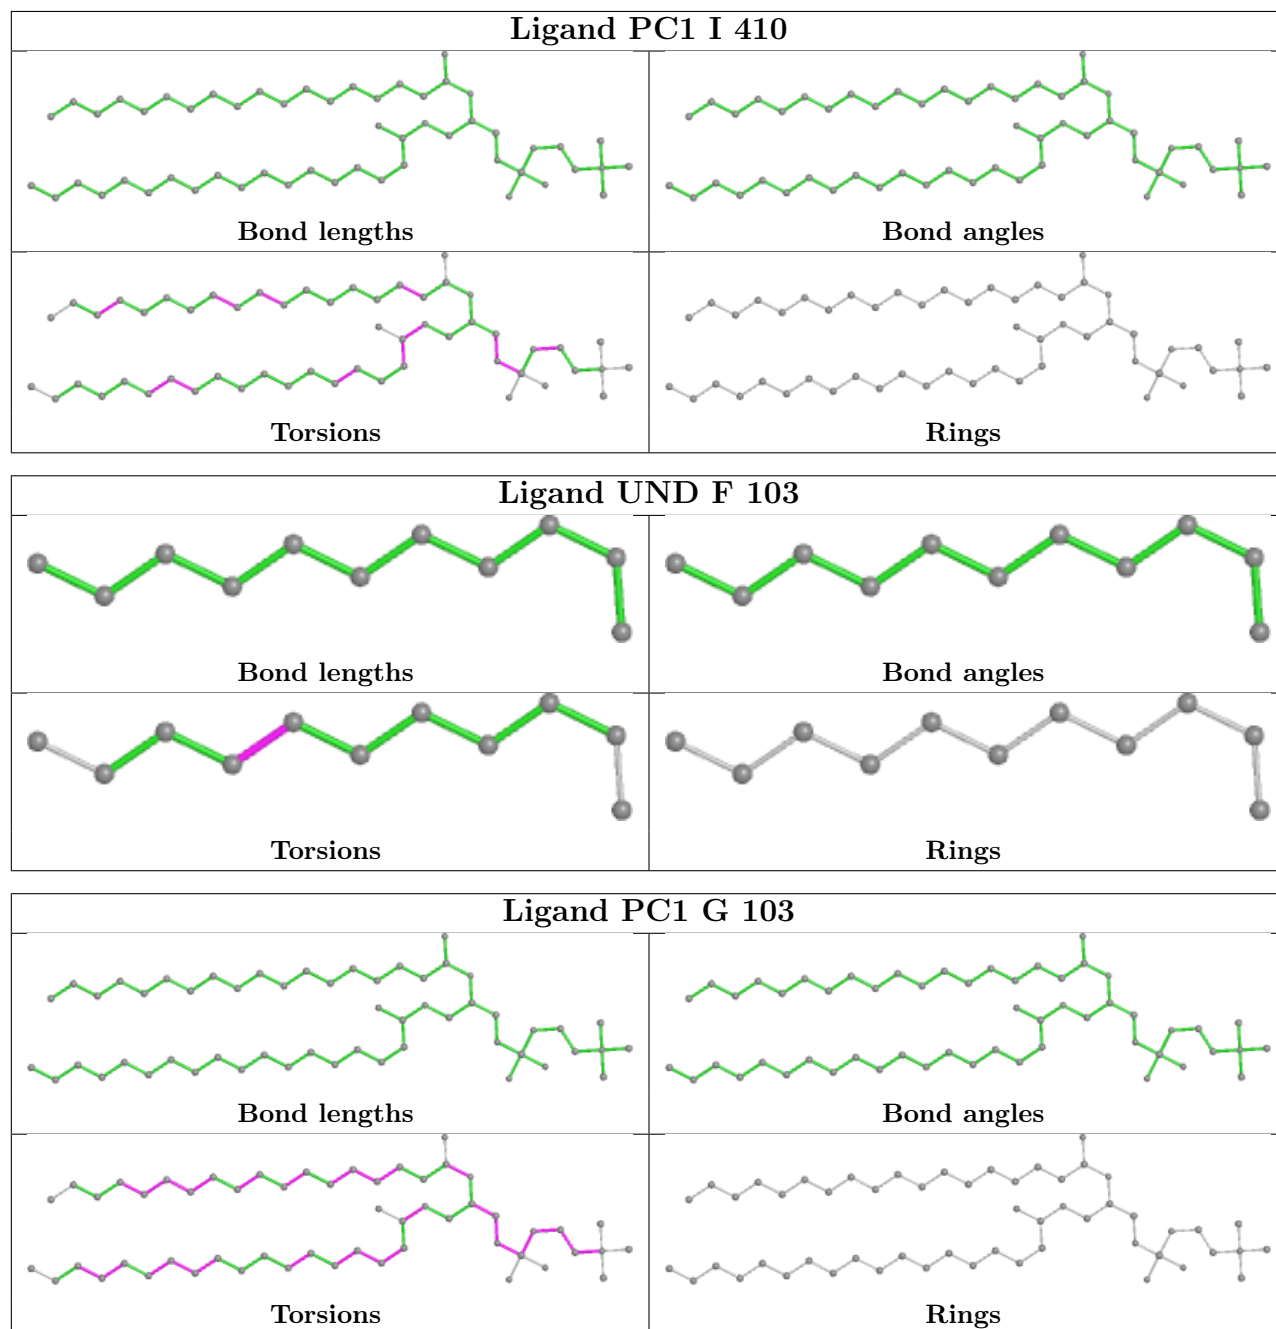 Ligand PC1 I 410
Bond lengths
Bond angles
Torsions
Rings
Ligand UND F 103
Bond lengths
Bond angles
Torsions
Rings
Ligand PC1 G 103
Bond lengths
Bond angles
Torsions
Rings